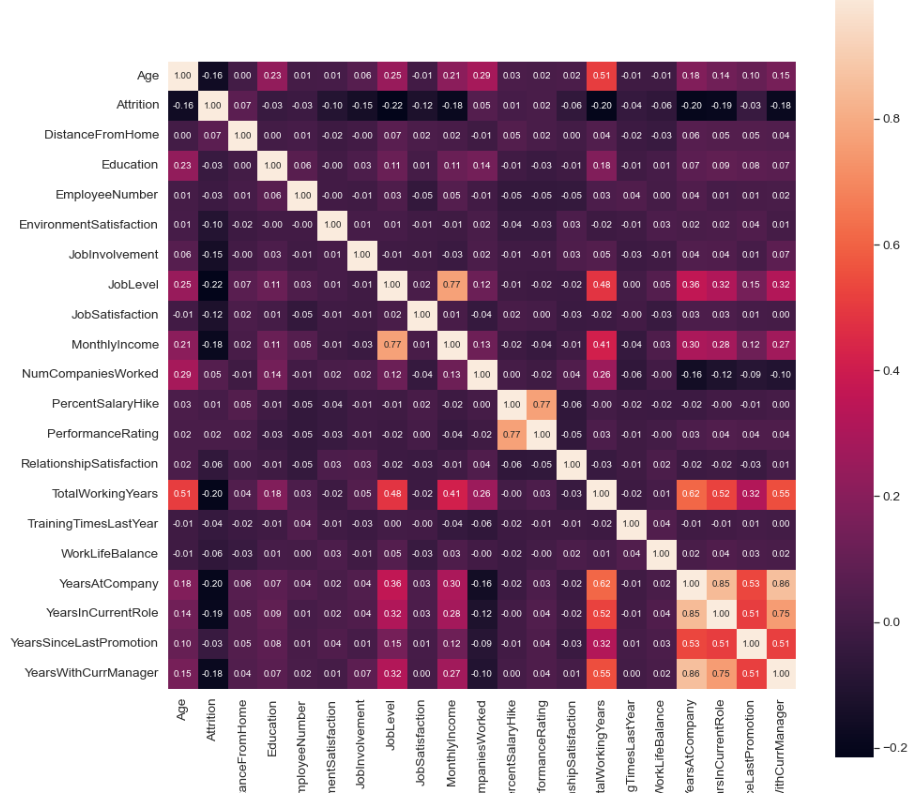 Age 1.00 -0.16 0.00 0.23 0.01 0.01 0.06 0.25 -0.01 0.21 0.29 0.03 0.02 0.02 0.51 -0.01 -0.01 0.18 0.14 0.10 0.15
Attrition -0.16 1.00 0.07 -0.03 -0.03 -0.10 -0.15 -0.22 -0.12 -0.18 0.05 0.01 0.02 -0.06 -0.20 -0.04 -0.06 -0.20 -0.19 -0.03 -0.18
DistanceFromHome 0.00 0.07 1.00 0.00 0.01 -0.02 -0.00 0.07 0.02 0.02 -0.01 0.05 0.02 0.00 0.04 -0.02 -0.03 0.06 0.05 0.05 0.04
Education 0.23 -0.03 0.00 1.00 0.06 -0.00 0.03 0.11 0.01 0.11 0.14 -0.01 -0.03 -0.01 0.18 -0.01 0.01 0.07 0.09 0.08 0.07
EmployeeNumber 0.01 -0.03 0.01 0.06 1.00 -0.00 -0.01 0.03 -0.05 0.05 -0.01 -0.05 -0.05 -0.05 0.03 0.04 0.00 0.04 0.01 0.01 0.02
EnvironmentSatisfaction 0.01 -0.10 -0.02 -0.00 -0.00 1.00 0.01 0.01 -0.01 -0.01 0.02 -0.04 -0.03 0.03 -0.02 -0.01 0.03 0.02 0.04 0.04 0.01
JobInvolvement 0.06 -0.15 -0.00 0.03 -0.01 0.01 1.00 -0.01 -0.01 -0.03 0.02 -0.01 -0.01 0.03 0.05 -0.03 -0.01 0.04 0.04 0.01 0.07
JobLevel 0.25 -0.22 0.07 0.11 0.03 0.01 -0.01 1.00 0.02 0.77 0.12 -0.01 -0.02 -0.02 0.48 0.00 0.05 0.36 0.32 0.15 0.32
JobSatisfaction -0.01 -0.12 0.02 0.01 -0.05 -0.01 -0.01 0.02 1.00 0.01 -0.04 0.02 0.00 -0.03 -0.02 -0.00 -0.03 0.03 0.03 0.01 0.00
MonthlyIncome 0.21 -0.18 0.02 0.11 0.05 -0.01 -0.03 0.77 0.01 1.00 0.13 -0.02 -0.04 -0.01 0.41 -0.04 -0.03 0.30 0.28 0.12 0.27
NumCompaniesWorked 0.29 0.05 -0.01 0.14 -0.01 0.02 0.02 0.12 -0.04 0.13 1.00 0.00 -0.02 0.04 0.26 -0.06 -0.00 -0.16 -0.12 -0.09 -0.10
PercentSalaryHike 0.03 0.01 0.05 -0.01 -0.05 -0.04 -0.01 -0.01 0.02 -0.02 0.00 1.00 0.77 -0.06 -0.00 -0.02 -0.02 -0.02 -0.00 -0.01 0.00
PerformanceRating 0.02 0.02 0.02 -0.03 -0.05 -0.03 -0.01 -0.02 0.00 -0.04 -0.02 0.77 1.00 -0.05 0.03 -0.01 -0.00 0.03 0.04 0.04 0.04
RelationshipSatisfaction 0.02 -0.06 0.00 -0.01 -0.05 0.03 0.03 -0.02 -0.03 -0.01 0.04 -0.06 -0.05 1.00 -0.03 -0.01 0.02 -0.02 -0.02 -0.03 0.01
TotalWorkingYears 0.51 -0.20 0.04 0.18 0.03 -0.02 0.05 0.48 -0.02 0.41 0.26 -0.00 0.03 -0.03 1.00 -0.02 0.01 0.62 0.52 0.32 0.55
TrainingTimesLastYear -0.01 -0.04 -0.02 -0.01 0.04 -0.01 -0.03 0.00 -0.00 -0.04 -0.06 -0.02 -0.01 -0.01 -0.02 1.00 0.04 -0.01 -0.01 0.01 0.00
WorkLifeBalance -0.01 -0.06 -0.03 0.01 0.00 0.03 -0.01 0.05 -0.03 0.03 -0.00 -0.02 -0.00 0.02 0.01 0.04 1.00 0.02 0.04 0.03 0.02
YearsAtCompany 0.18 -0.20 0.06 0.07 0.04 0.02 0.04 0.36 0.03 0.30 -0.16 -0.02 0.03 -0.02 0.62 -0.01 0.02 1.00 0.85 0.53 0.86
YearsInCurrentRole 0.14 -0.19 0.05 0.09 0.01 0.04 0.04 0.32 0.03 0.28 -0.12 -0.00 0.04 -0.02 0.52 -0.01 0.04 0.85 1.00 0.51 0.75
YearsSinceLastPromotion 0.10 -0.03 0.05 0.08 0.01 0.04 0.01 0.15 0.01 0.12 -0.09 -0.01 0.04 -0.03 0.32 0.01 0.03 0.53 0.51 1.00 0.51
YearsWithCurrManager 0.15 -0.18 0.04 0.07 0.02 0.01 0.07 0.32 0.00 0.27 -0.10 0.00 0.04 0.01 0.55 0.00 0.02 0.86 0.75 0.51 1.00
Age
Attrition
anceFromHome
Education
mployeeNumber
mentSatisfaction
JobInvolvement
JobLevel
JobSatisfaction
MonthlyIncome
mpaniesWorked
ercentSalaryHike
rformanceRating
nshipSatisfaction
talWorkingYears
gTimesLastYear
WorkLifeBalance
YearsAtCompany
arsInCurrentRole
ceLastPromotion
WithCurrManager
0.8
0.6
0.4
0.2
0.0
−0.2